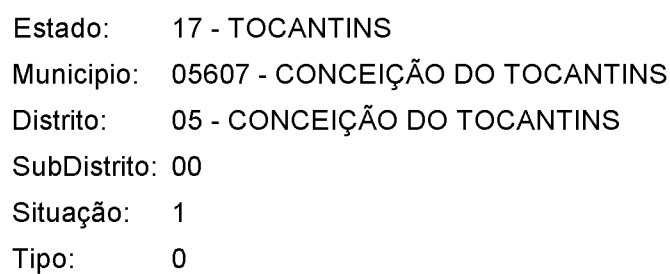 Estado: 17 - TOCANTINS
Municipio: 05607 - CONCEIÇÃO DO TOCANTINS
Distrito: 05 - CONCEIÇÃO DO TOCANTINS
SubDistrito: 00
Situação: 1
Tipo: 0